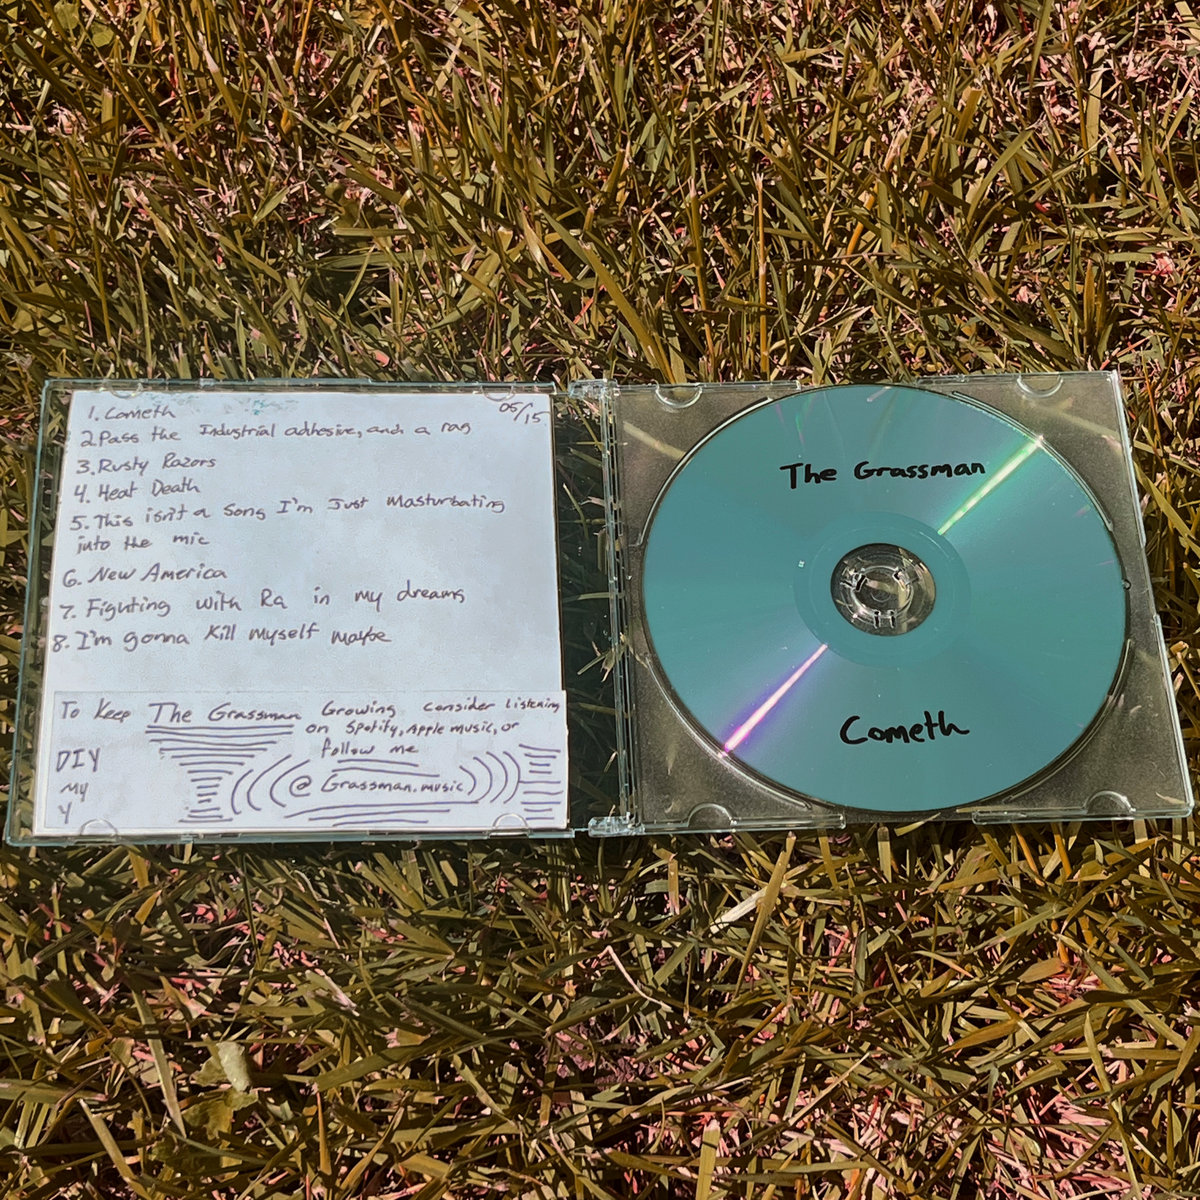 05/15
1. Cometh
2. Pass the Industrial adhesive, and a rag
3. Rusty Razors
4. Heat Death
5. This isn't a Song I'm Just Masturbating
into the mic
6. New America
7. Fighting with Ra in my dreams
8. I'm gonna Kill Myself Maybe
To Keep The Grassman Growing consider listening
on Spotify, Apple music, or
follow me
@Grassman.music
DIY
My
Y
The Grassman
Cometh